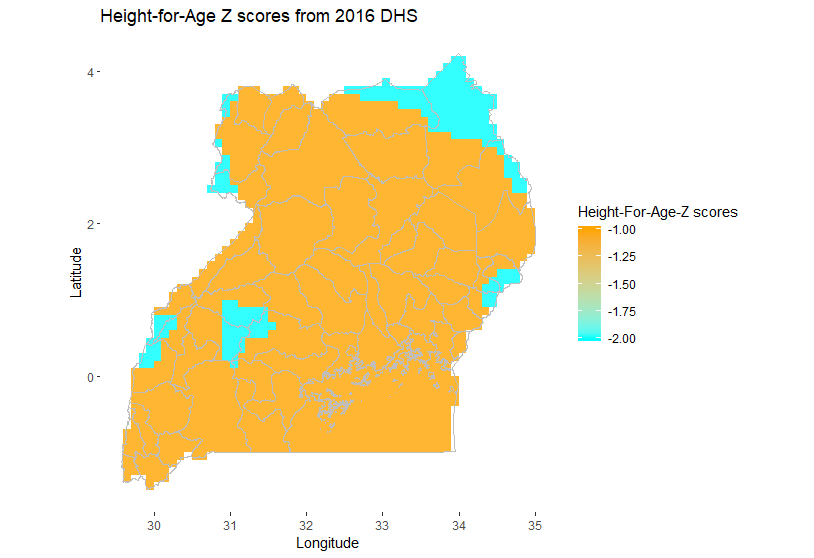 Height-for-Age Z scores from 2016 DHS
4
2
0
Latitude
30 31 32 33 34 35
Longitude
Height-For-Age-Z scores
-1.00
-1.25
-1.50
-1.75
-2.00